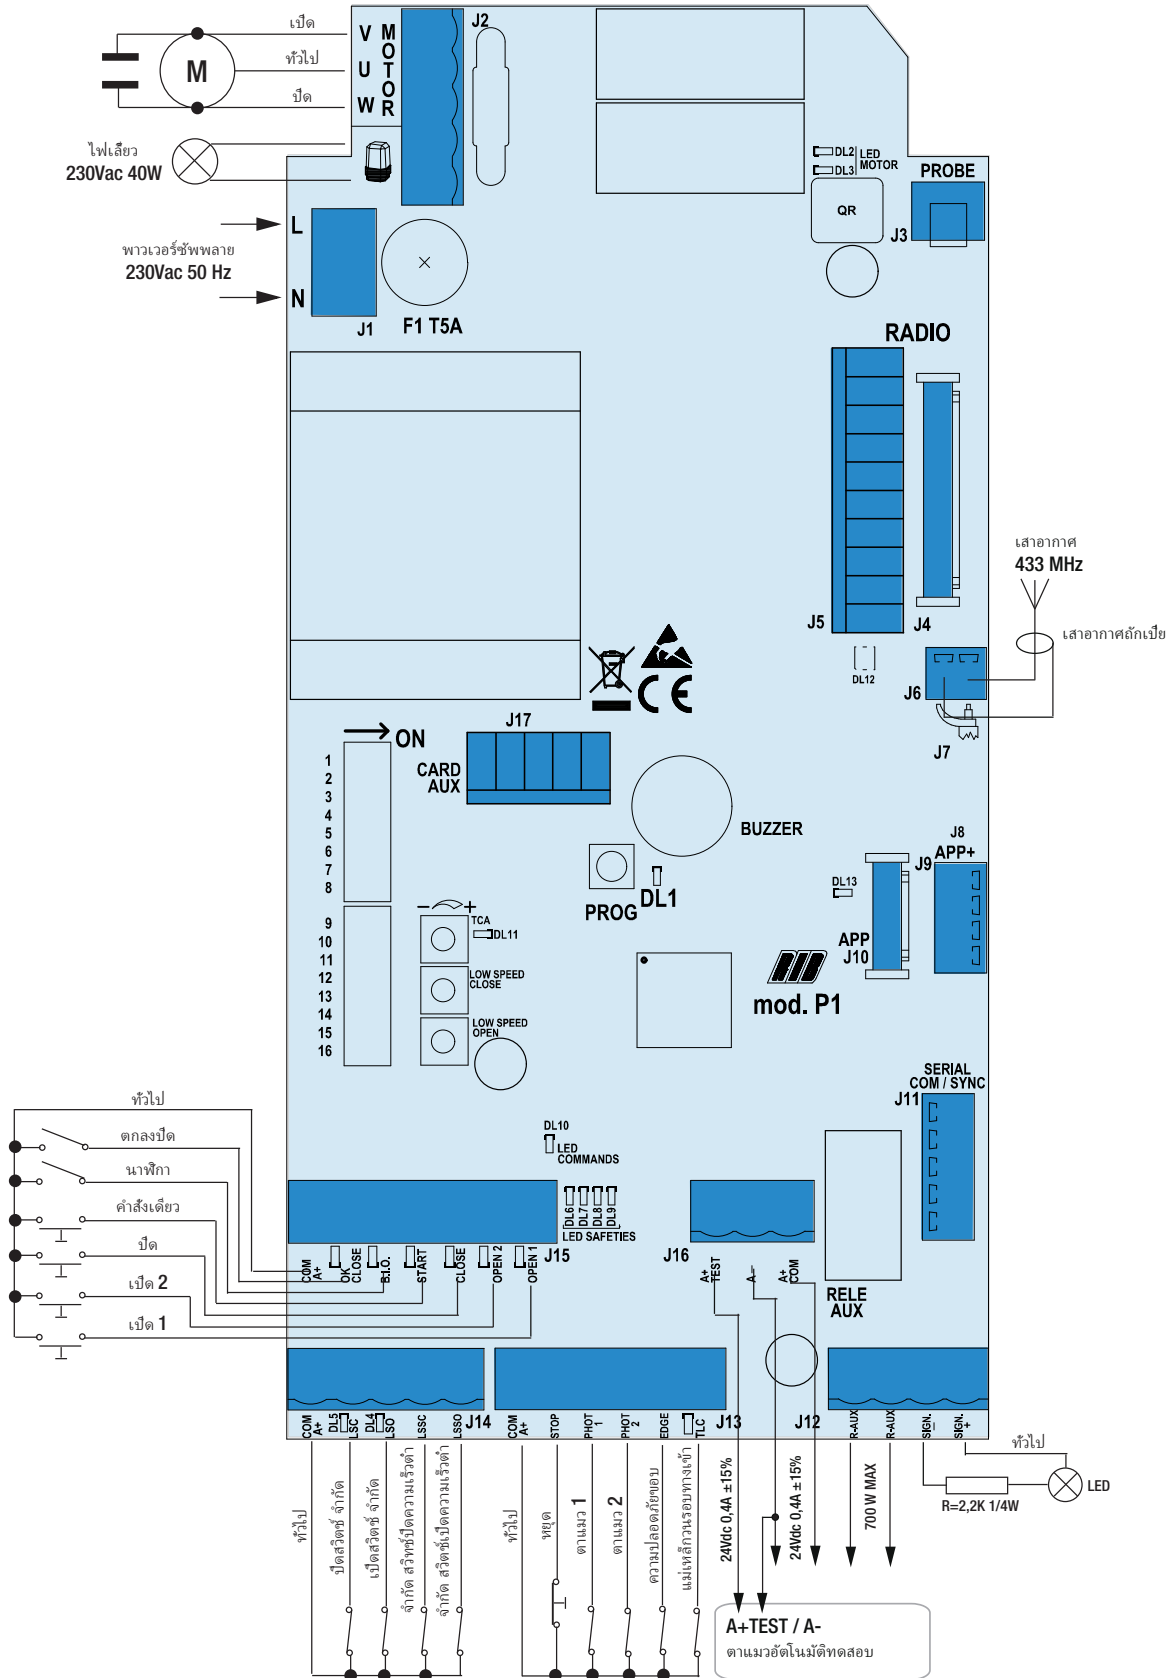 เปิด
ทั่วไป
ปิด
V
U
W
MOTOR
J2
M
ไฟเลี้ยว
230Vac 40W
L
พาวเวอร์ซัพพลาย
230Vac 50 Hz
N
J1
F1 T5A
DL2
DL3
LED
MOTOR
QR
PROBE
J3
RADIO
J5
J4
DL12
เสาอากาศ
433 MHz
เสาอากาศถักเปีย
J6
J7
CE
J17
ON
CARD
AUX
1
2
3
4
5
6
7
8
9
10
11
12
13
14
15
16
BUZZER
PROG
DL1
J8
APP+
J9
DL13
APP
J10
− +
TCA
DL11
LOW SPEED
CLOSE
LOW SPEED
OPEN
mod. P1
SERIAL
COM / SYNC
J11
ทั่วไป
ตกลงปิด
นาฬิกา
คำสั่งเดียว
ปิด
เปิด 2
เปิด 1
DL10
LED
COMMANDS
DL6
DL7
DL8
DL9
LED SAFETIES
J15
J16
COM
A+
OK
CLOSE
B.I.O.
START
CLOSE
OPEN 2
OPEN 1
A+
TEST
A-
A+
COM
RELE
AUX
COM
A+
DL5
LSC
DL4
LSO
LSSC
LSSO
J14
COM
A+
STOP
PHOT
1
PHOT
2
EDGE
TLC
J13
J12
R-AUX
R-AUX
SIGN.
−
SIGN.
+
ทั่วไป
LED
R=2,2K 1/4W
ทั่วไป
ปิดสวิตช์ จำกัด
เปิดสวิตช์ จำกัด
จำกัด สวิทช์ปิดความเร็วต่ำ
จำกัด สวิตช์เปิดความเร็วต่ำ
ทั่วไป
หยุด
ตาแมว 1
ตาแมว 2
ความปลอดภัยขอบ
แม่เหล็กวนรอบทางเข้า
24Vdc 0,4A ±15%
24Vdc 0,4A ±15%
700 W MAX
A+TEST / A-
ตาแมวอัตโนมัติทดสอบ